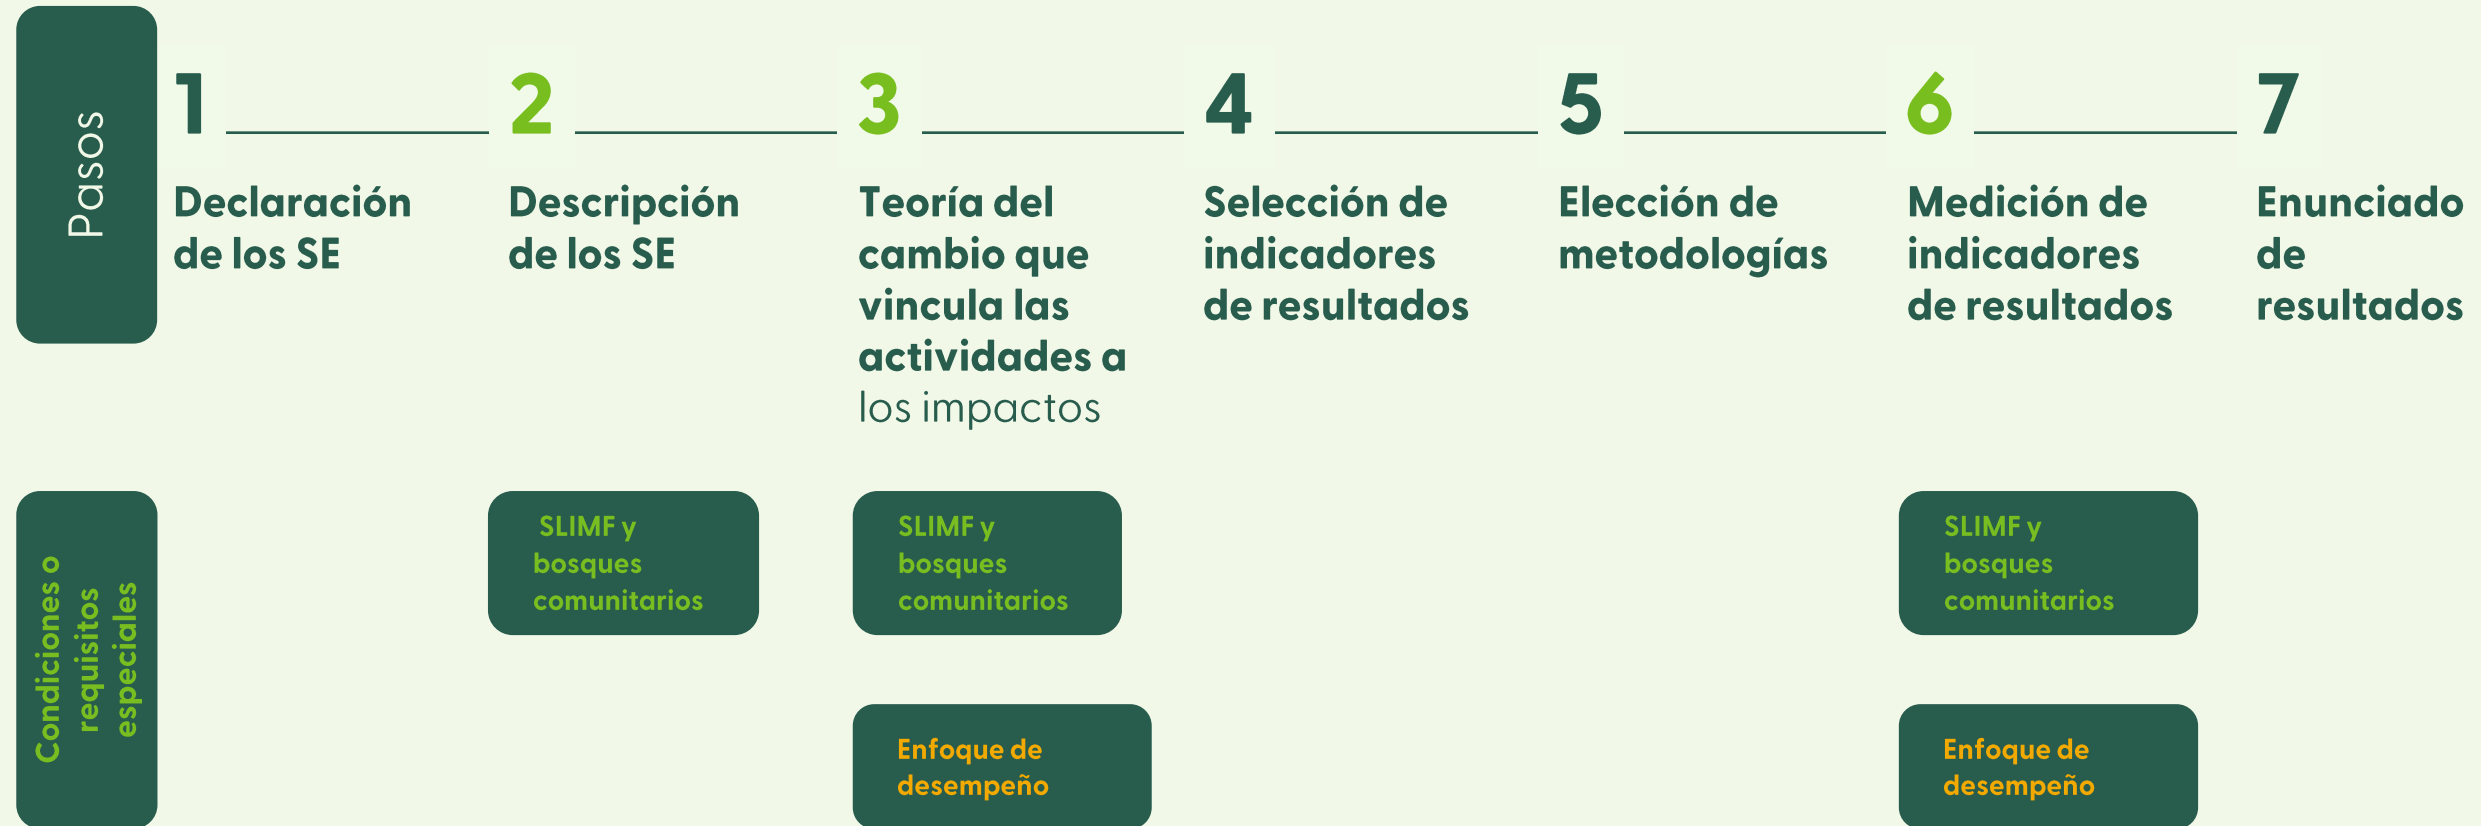 Pasos
1
Declaración
de los SE
2
Descripción
de los SE
3
Teoría del
cambio que
vincula las
actividades a
los impactos
4
Selección de
indicadores
de resultados
5
Elección de
metodologías
6
Medición de
indicadores
de resultados
7
Enunciado
de
resultados
Condiciones o
requisitos
especiales
SLIMF y
bosques
comunitarios
SLIMF y
bosques
comunitarios
SLIMF y
bosques
comunitarios
Enfoque de
desempeño
Enfoque de
desempeño